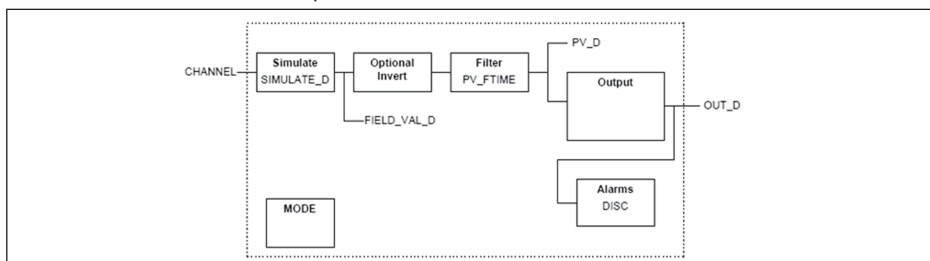 PV_D
CHANNEL
Simulate
SIMULATE_D
Optional
Invert
Filter
PV_FTIME
Output
OUT_D
FIELD_VAL_D
Alarms
DISC
MODE